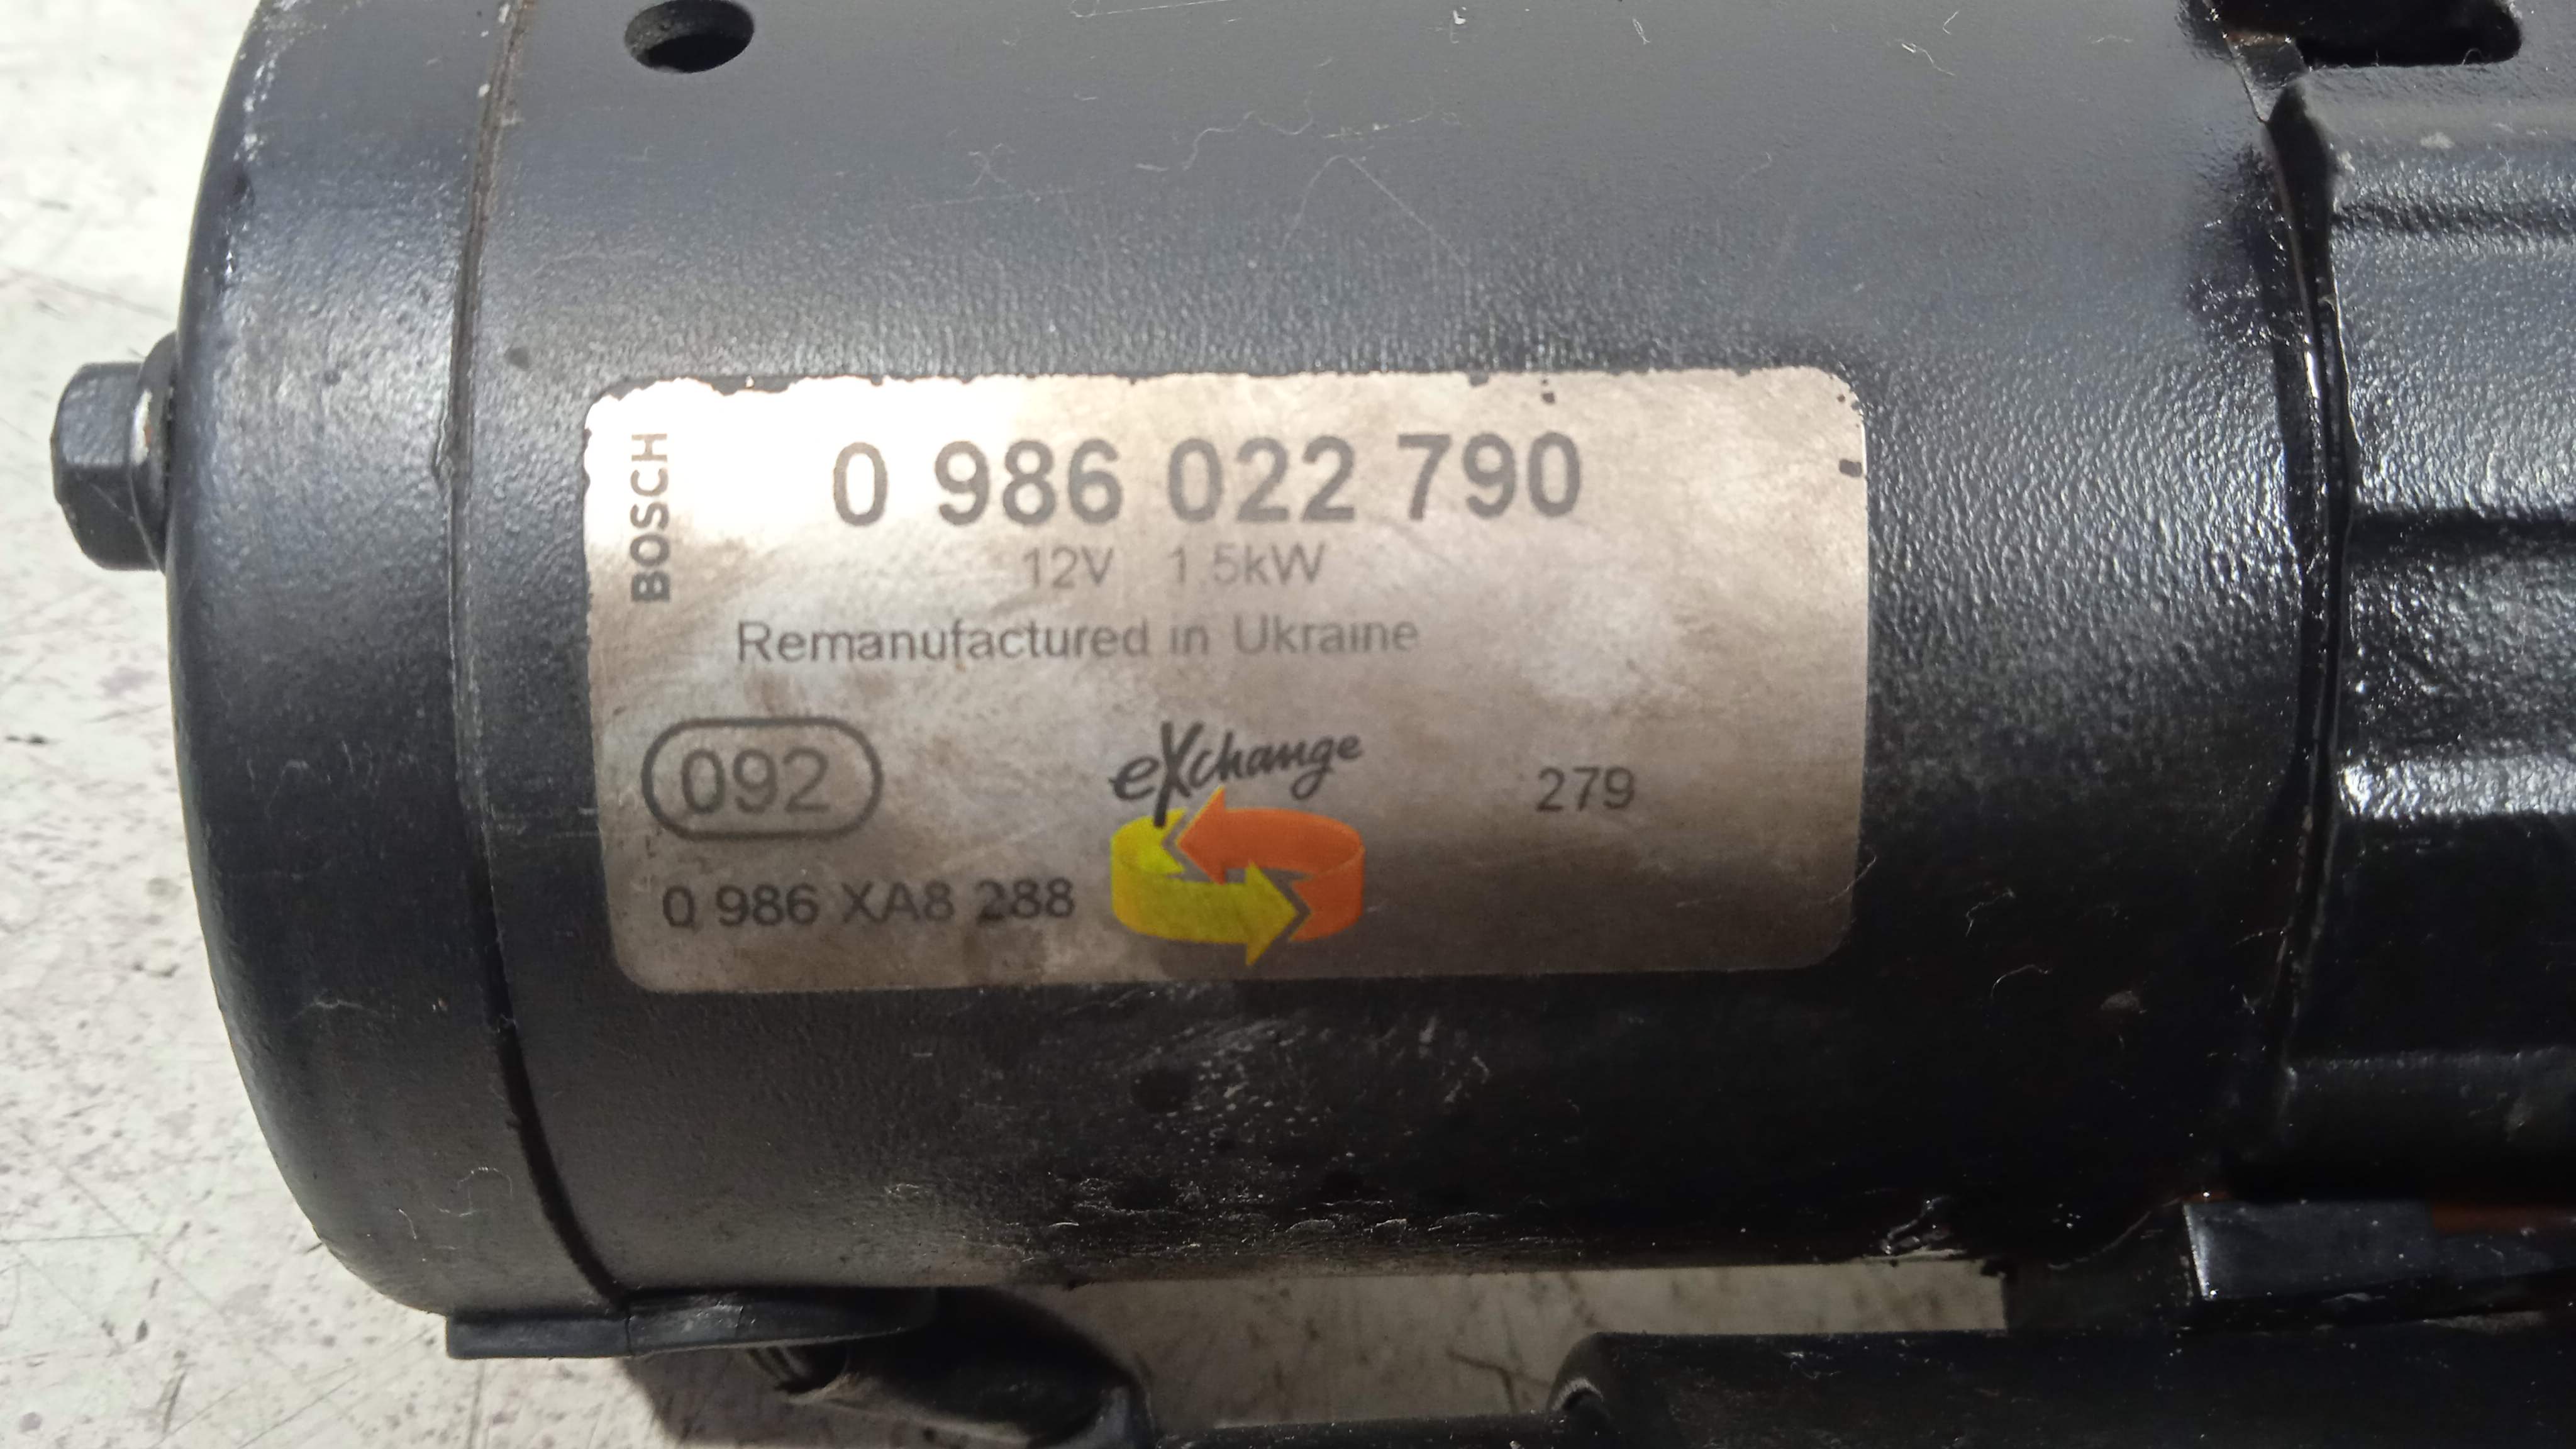 BOSCH
0 986 022 790
12V 1.5kW
Remanufactured in Ukraine
092
eXchange
279
0 986 XA8 288